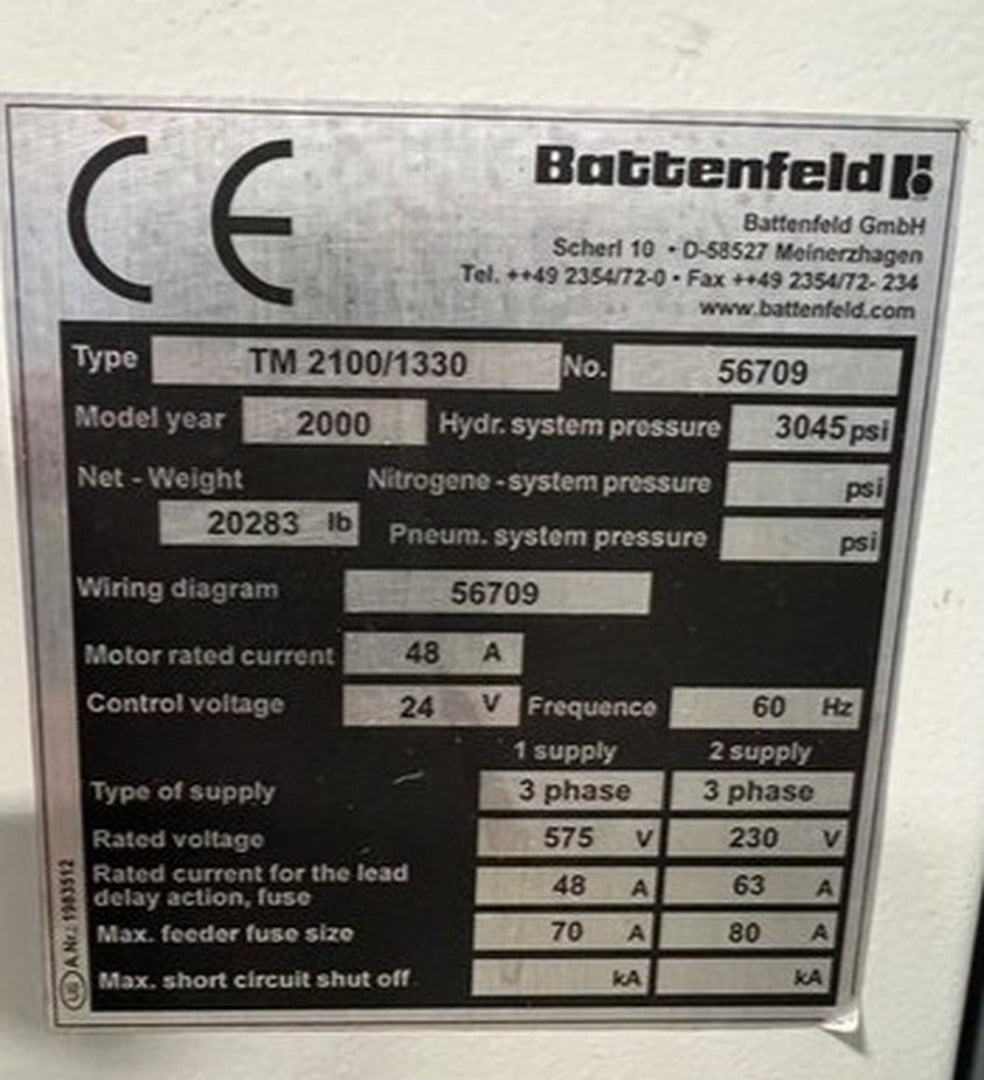 CE
Battenfeld
Battenfeld GmbH
Scherl 10 • D-58527 Meinerzhagen
Tel. ++49 2354/72-0 • Fax ++49 2354/72- 234
www.battenfeld.com
Type TM 2100/1330 No. 56709
Model year 2000 Hydr. system pressure 3045 psi
Net - Weight Nitrogene - system pressure psi
20283 lb Pneum. system pressure psi
Wiring diagram 56709
Motor rated current 48 A
Control voltage 24 V Frequence 60 Hz
1 supply 2 supply
Type of supply 3 phase 3 phase
Rated voltage 575 V 230 V
Rated current for the lead
delay action, fuse 48 A 63 A
Max. feeder fuse size 70 A 80 A
Max. short circuit shut off kA kA
A.Nr.: 1983512